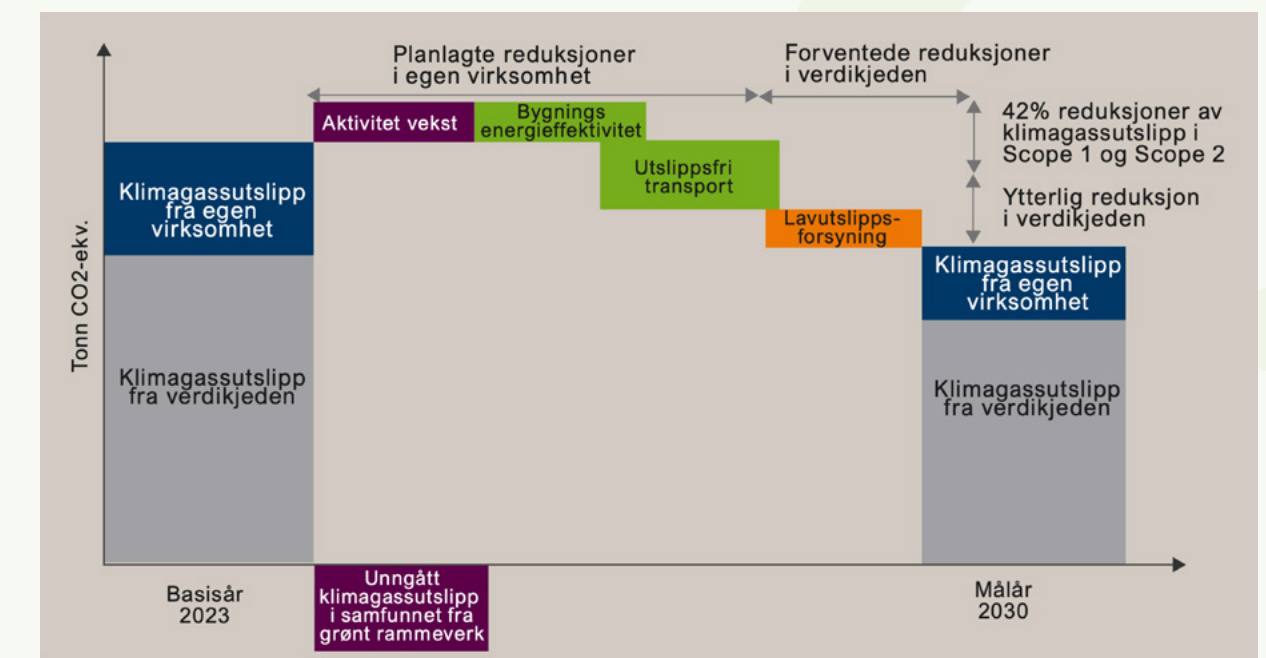 Planlagte reduksjoner
i egen virksomhet
Forventede reduksjoner
i verdikjeden
42% reduksjoner av
klimagassutslipp i
Scope 1 og Scope 2
Ytterlig reduksjon
i verdikjeden
Aktivitet vekst
Bygnings
energieffektivitet
Utslippsfri
transport
Lavutslipps-
forsyning
Klimagassutslipp
fra egen
virksomhet
Klimagassutslipp
fra verdikjeden
Klimagassutslipp
fra egen
virksomhet
Klimagassutslipp
fra verdikjeden
Tonn CO2-ekv.
Basisår
2023
Unngått
klimagassutslipp
i samfunnet fra
grønt rammeverk
Målår
2030